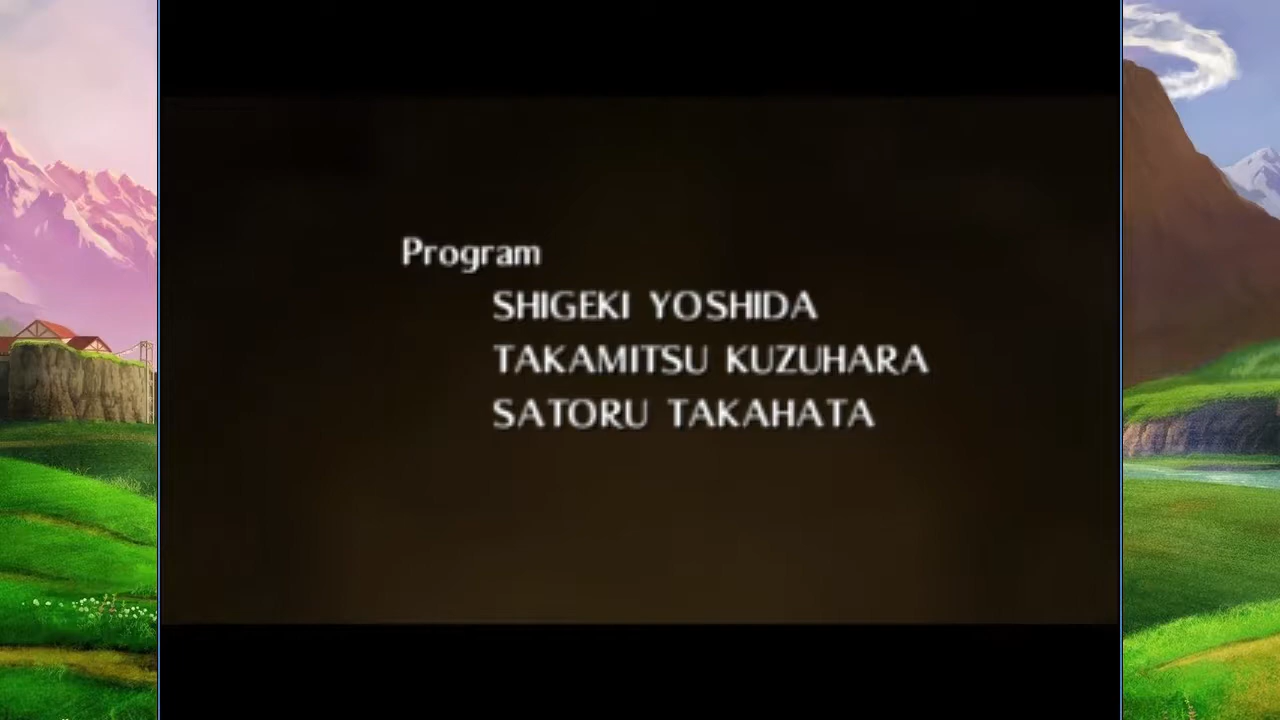 Program
SHIGEKI YOSHIDA
TAKAMITSU KUZUHARA
SATORU TAKAHATA